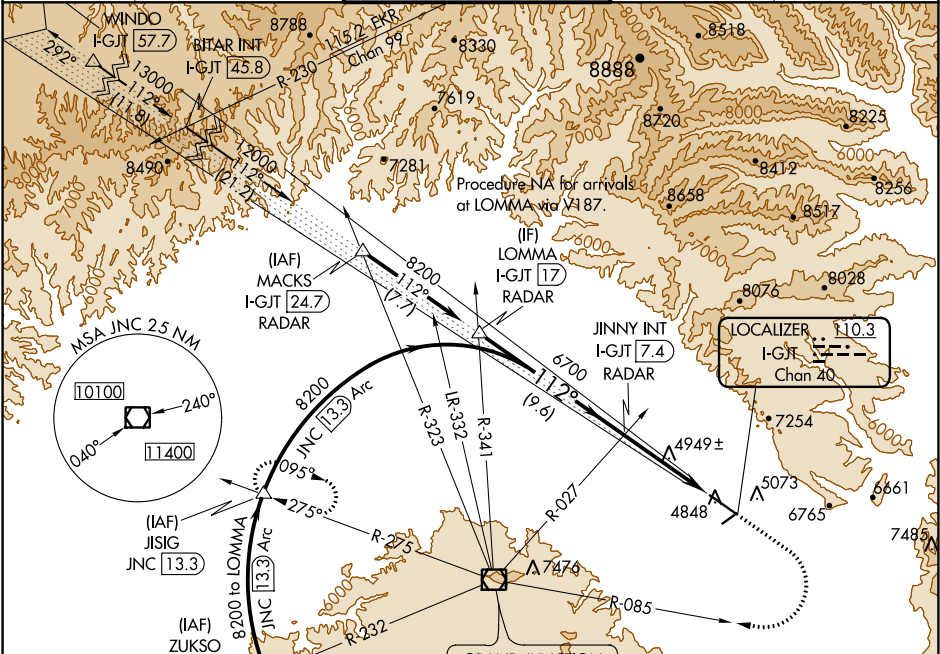 WINDO
I-GJT 57.7
8788
115.2 EKR
Chan 99
8330
8518
BITAR INT
I-GJT 45.8
8888
292°
13000
112°
(11.8)
R-230
7619
8720
8225
6000
8490
12000
112°
(21.2)
7281
8412
6000
8256
Procedure NA for arrivals
at LOMMA via V187.
8658
8517
6000
(IAF)
MACKS
I-GJT 24.7
RADAR
8200
112°
(7.7)
(IF)
LOMMA
I-GJT 17
RADAR
8028
8076
MSA JNC 25 NM
10100
240°
040°
11400
JINNY INT
I-GJT 7.4
RADAR
LOCALIZER 110.3
I-GJT
Chan 40
6700
112°
(9.6)
8200
JNC 13.3 Arc
R-323
LR-332
R-341
7254
6000
4949 ±
095°
275°
R-027
4848
5073
6661
6765
(IAF)
JISIG
JNC 13.3
R-275
7485
8200 to LOMMA
JNC 13.3 Arc
7476
R-085
6000
(IAF)
ZUKSO
R-232